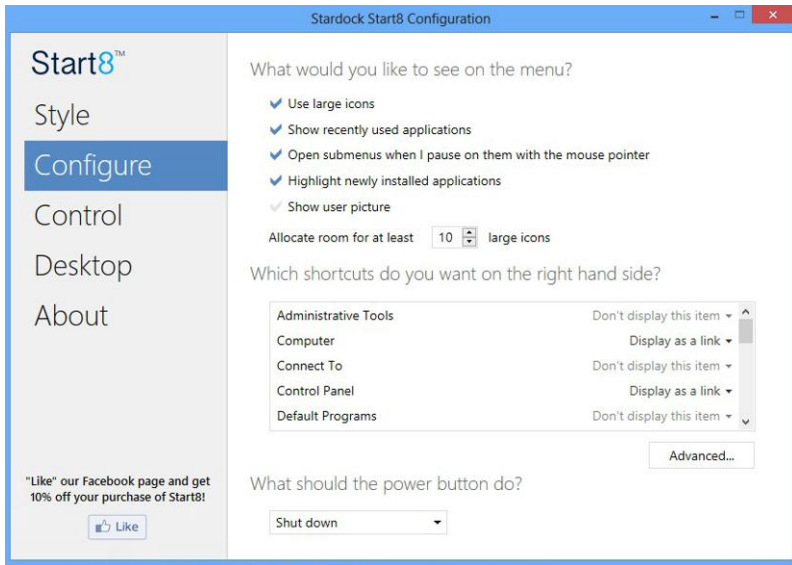 Stardock Start8 Configuration
Start8™
Style
Configure
Control
Desktop
About
"Like" our Facebook page and get
10% off your purchase of Start8!
Like
What would you like to see on the menu?
Use large icons
Show recently used applications
Open submenus when I pause on them with the mouse pointer
Highlight newly installed applications
Show user picture
Allocate room for at least 10 large icons
Which shortcuts do you want on the right hand side?
Administrative Tools Don't display this item
Computer Display as a link
Connect To Don't display this item
Control Panel Display as a link
Default Programs Don't display this item
Advanced...
What should the power button do?
Shut down